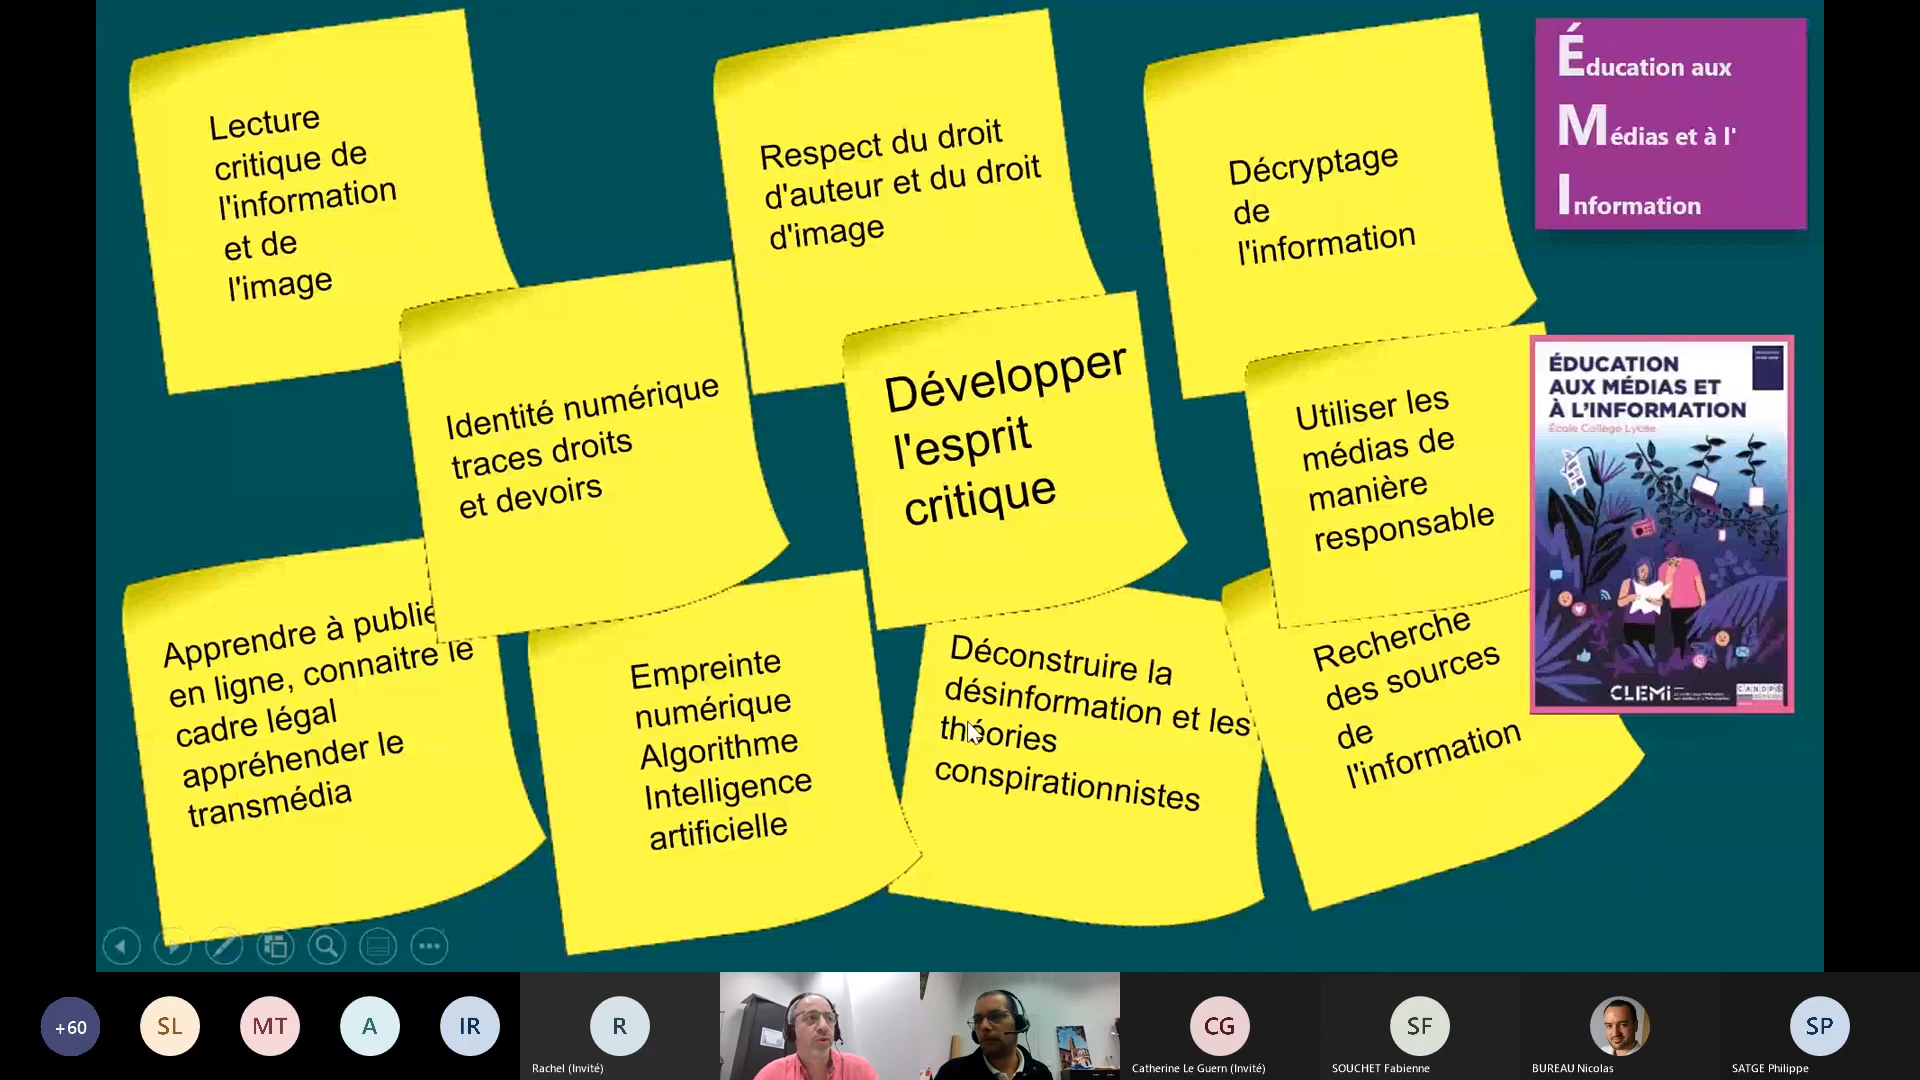 Lecture
critique de
l'information
et de
l'image
Respect du droit
d'auteur et du droit
d'image
Décryptage
de
l'information
Éducation aux
Médias et à l'
Information
Identité numérique
traces droits
et devoirs
Développer
l'esprit
critique
Utiliser les
médias de
manière
responsable
ÉDUCATION
AUX MÉDIAS ET
À L'INFORMATION
École Collège Lycée
CLEMI
Apprendre à publie
en ligne, connaitre le
cadre légal
appréhender le
transmédia
Empreinte
numérique
Algorithme
Intelligence
artificielle
Déconstruire la
désinformation et les
théories
conspirationnistes
Recherche
des sources
de
l'information
+60
SL
MT
A
IR
R
Rachel (Invité)
CG
Catherine Le Guern (Invité)
SF
SOUCHET Fabienne
BUREAU Nicolas
SP
SATGE Philippe